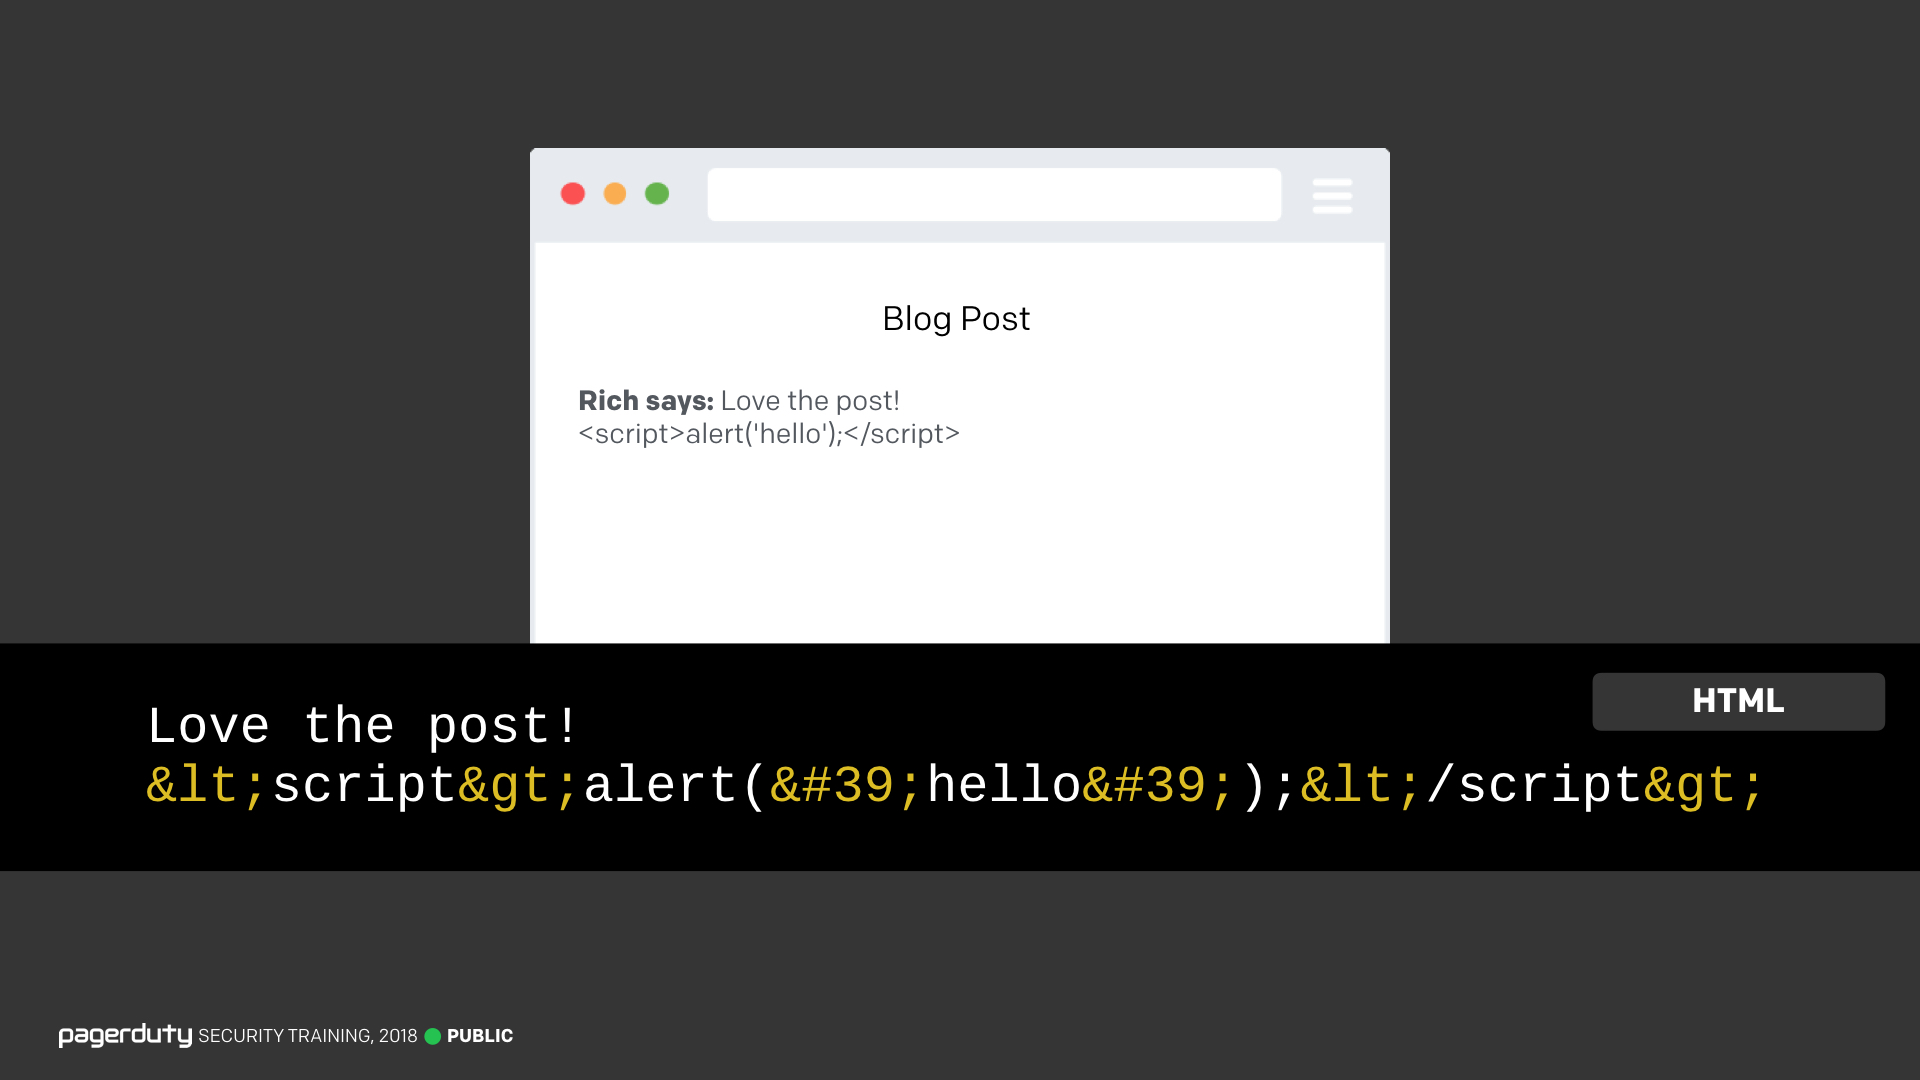 Blog Post
Rich says: Love the post!
<script>alert('hello');</script>
HTML
Love the post!
&lt;script&gt;alert(&#39;hello&#39;);&lt;/script&gt;
pagerduty SECURITY TRAINING, 2018 PUBLIC